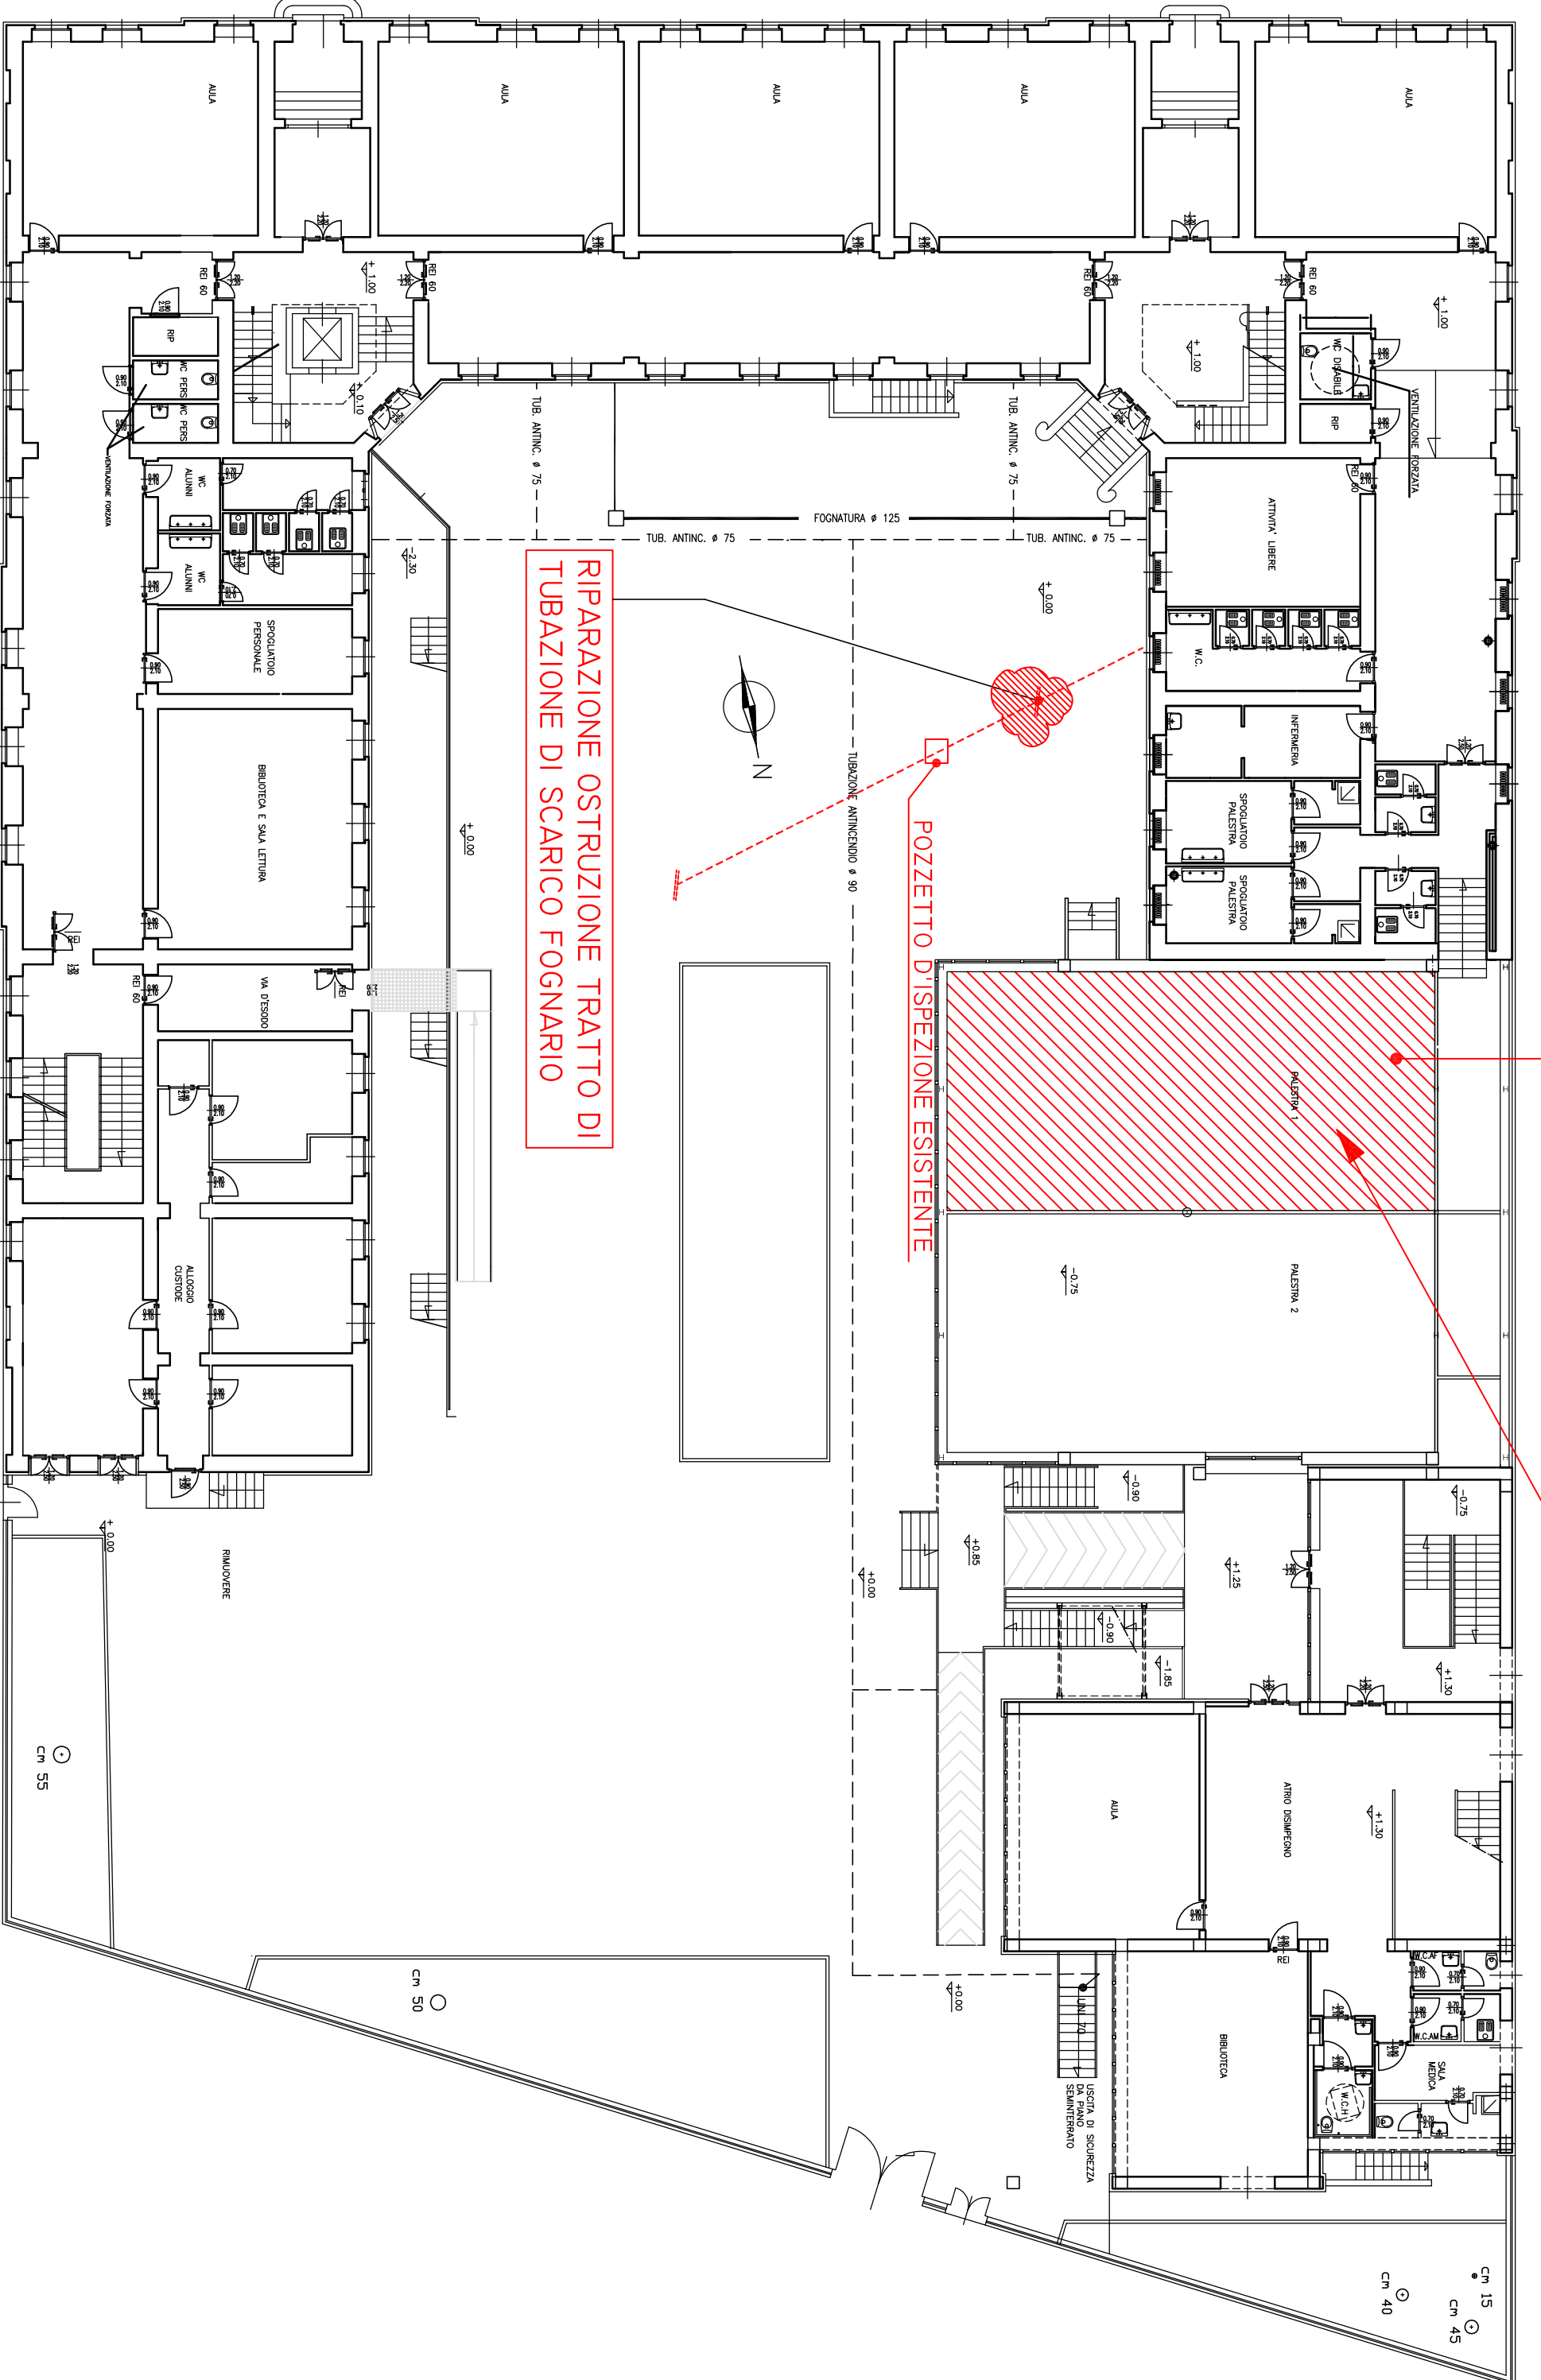 AULA
AULA
AULA
AULA
AULA
REI 60
+ 1.00
REI 60
REI 60
REI 60
+ 1.00
+ 1.00
RIP
WC PERS
WC PERS
VENTILAZIONE FORZATA
+ 0.10
WC DISABILE
RIP
VENTILAZIONE FORZATA
REI 60
TUB. ANTINC. ø 75
TUB. ANTINC. ø 75
FOGNATURA ø 125
TUB. ANTINC. ø 75
TUB. ANTINC. ø 75
WC
ALUNNI
WC
ALUNNI
-2.30
+ 0.00
ATTIVITA' LIBERE
SPOGLIATOIO
PERSONALE
W.C.
INFERMERIA
N
RIPARAZIONE OSTRUZIONE TRATTO DI
TUBAZIONE DI SCARICO FOGNARIO
BIBLIOTECA E SALA LETTURA
+ 0.00
TUBAZIONE ANTINCENDIO ø 90
POZZETTO D'ISPEZIONE ESISTENTE
SPOGLIATOIO
PALESTRA
SPOGLIATOIO
PALESTRA
REI
REI 60
VIA D'ESODO
REI
PALESTRA 1
PALESTRA 2
-0.75
ALLOGGIO
CUSTODE
-0.90
-0.75
+0.85
+1.25
+0.00
-0.90
-1.85
+1.30
+ 0.00
RIMUOVERE
AULA
ATRIO DISIMPEGNO
+1.30
cm 55
cm 50
+0.00
REI
W.C.AF
W.C.AM
UNI 70
BIBLIOTECA
SALA
MEDICA
W.C.H
USCITA DI SICUREZZA
DA PIANO
SEMINTERRATO
cm 15
cm 40
cm 45